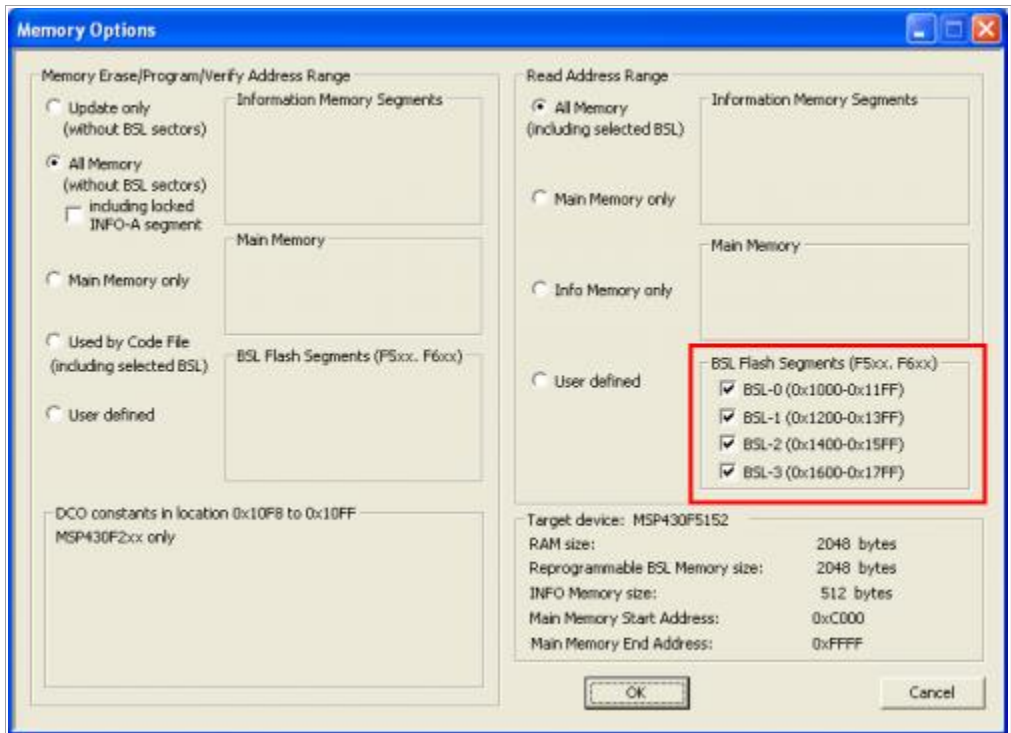 Memory Options
Memory Erase/Program/Verify Address Range
Update only
(without BSL sectors)
All Memory
(without BSL sectors)
including locked
INFO-A segment
Main Memory only
Used by Code File
(including selected BSL)
User defined
Information Memory Segments
Main Memory
BSL Flash Segments (F5xx. F6xx)
DCO constants in location 0x10F8 to 0x10FF
MSP430F2xx only
Read Address Range
All Memory
(including selected BSL)
Main Memory only
Info Memory only
User defined
Information Memory Segments
Main Memory
BSL Flash Segments (F5xx. F6xx)
BSL-0 (0x1000-0x11FF)
BSL-1 (0x1200-0x13FF)
BSL-2 (0x1400-0x15FF)
BSL-3 (0x1600-0x17FF)
Target device: MSP430F5152
RAM size: 2048 bytes
Reprogrammable BSL Memory size: 2048 bytes
INFO Memory size: 512 bytes
Main Memory Start Address: 0xC000
Main Memory End Address: 0xFFFF
OK
Cancel